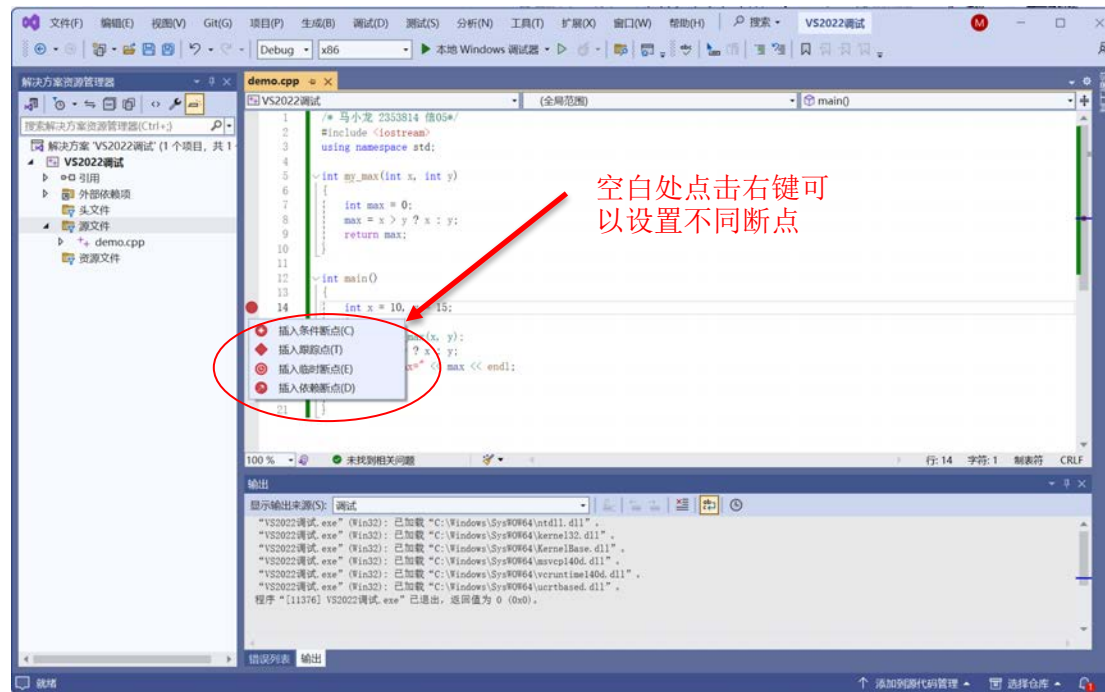 文件(F) 编辑(E) 视图(V) Git(G) 项目(P) 生成(B) 调试(D) 测试(S) 分析(N) 工具(T) 扩展(X) 窗口(W) 帮助(H) 搜索 VS2022调试 M
Debug x86 本地 Windows 调试器
解决方案资源管理器
搜索解决方案资源管理器(Ctrl+;)
解决方案 'VS2022调试' (1 个项目, 共 1
VS2022调试
引用
外部依赖项
头文件
源文件
demo.cpp
资源文件
demo.cpp
VS2022调试 (全局范围) main()
1 /* 马小龙 2353814 信05*/
2 #include <iostream>
3 using namespace std;
4
5 int my_max(int x, int y)
6 {
7 int max = 0;
8 max = x > y ? x : y;
9 return max;
10 }
11
12 int main()
13 {
14 int x = 10, = 15;
max(x, y);
? x : y;
x=" << max << endl;
21 }
空白处点击右键可
以设置不同断点
插入条件断点(C)
插入跟踪点(T)
插入临时断点(E)
插入依赖断点(D)
100 % 未找到相关问题 行: 14 字符: 1 制表符 CRLF
输出
显示输出来源(S): 调试
“VS2022调试.exe” (Win32): 已加载 “C:\Windows\SysWOW64\ntdll.dll”。
“VS2022调试.exe” (Win32): 已加载 “C:\Windows\SysWOW64\kernel32.dll”。
“VS2022调试.exe” (Win32): 已加载 “C:\Windows\SysWOW64\KernelBase.dll”。
“VS2022调试.exe” (Win32): 已加载 “C:\Windows\SysWOW64\msvcp140d.dll”。
“VS2022调试.exe” (Win32): 已加载 “C:\Windows\SysWOW64\vcruntime140d.dll”。
“VS2022调试.exe” (Win32): 已加载 “C:\Windows\SysWOW64\ucrtbased.dll”。
程序 “[11376] VS2022调试.exe” 已退出, 返回值为 0 (0x0)。
错误列表 输出
就绪 添加到源代码管理 选择仓库 1